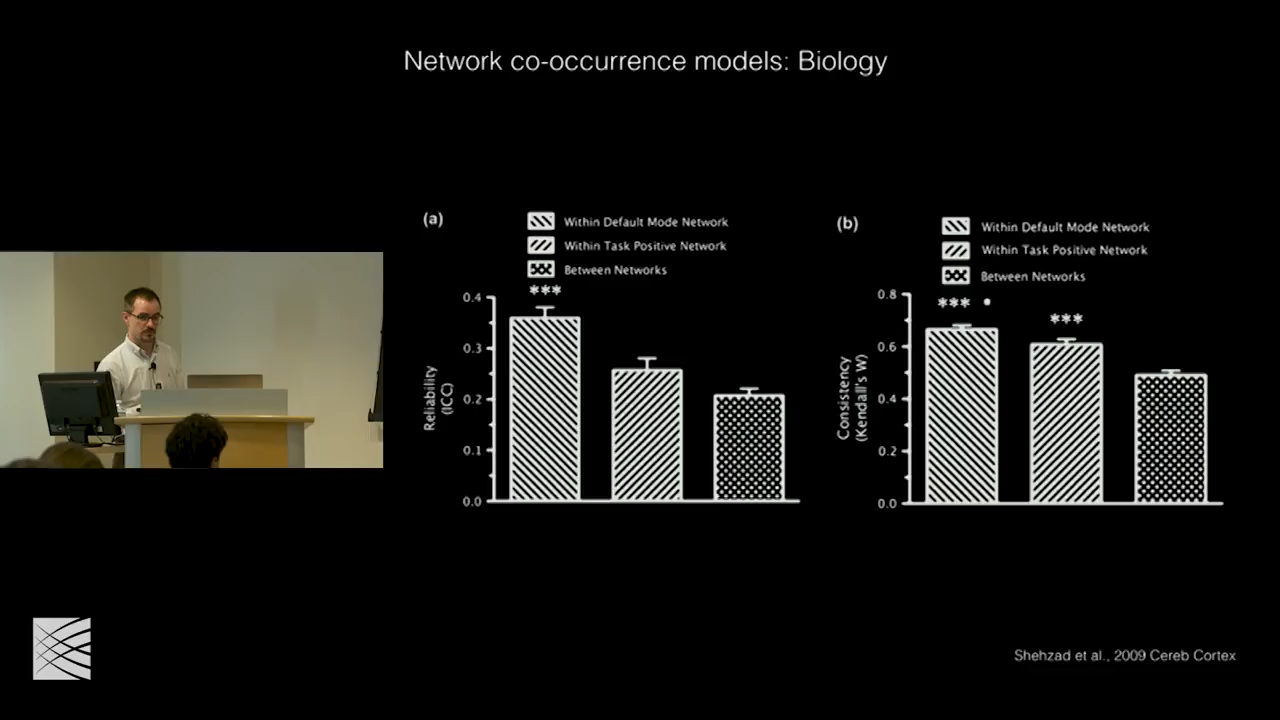 Network co-occurrence models: Biology
(a)
Within Default Mode Network
Within Task Positive Network
Between Networks
***
0.4
0.3
0.2
0.1
0.0
Reliability
(ICC)
(b)
Within Default Mode Network
Within Task Positive Network
Between Networks
*** •
***
0.8
0.6
0.4
0.2
0.0
Consistency
(Kendall's W)
Shehzad et al., 2009 Cereb Cortex